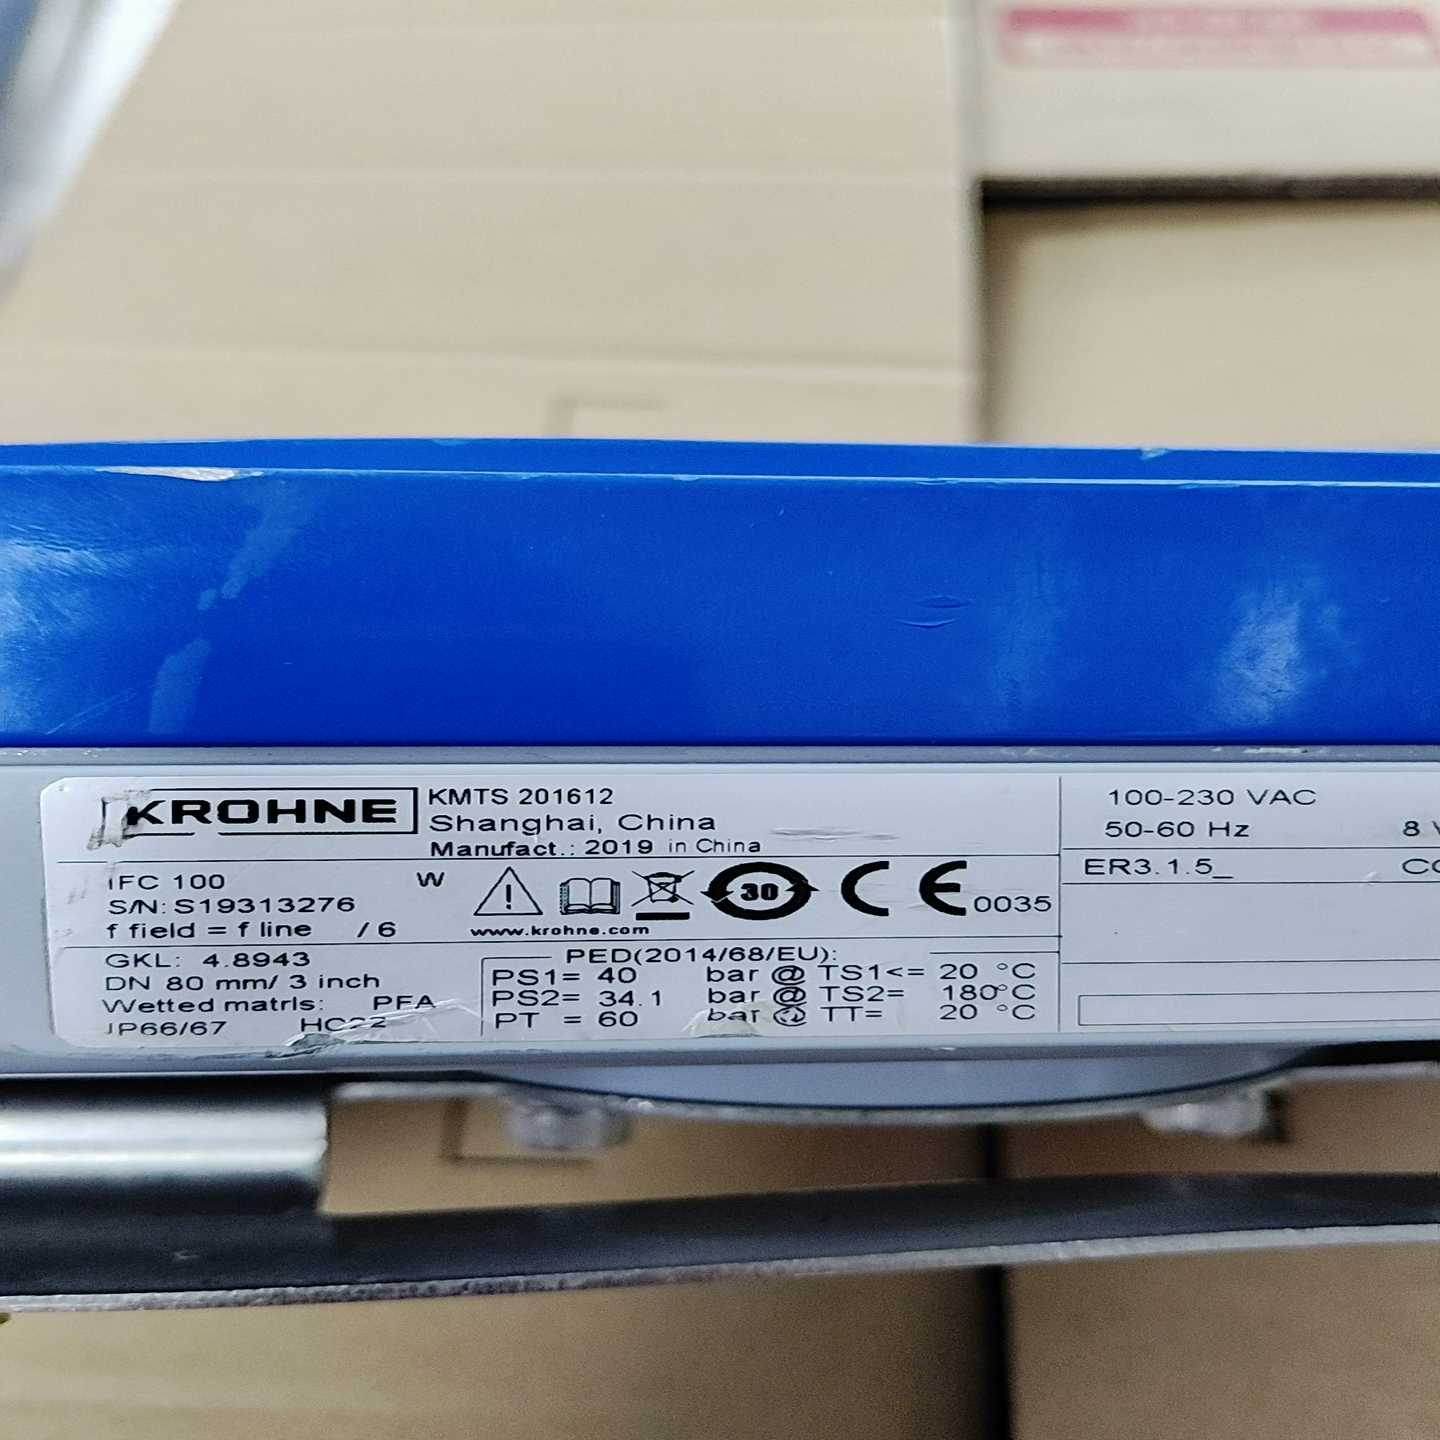 KROHNE
KMTS 201612
Shanghai, China
Manufact.: 2019 in China
IFC 100 W
S/N: S19313276
f field = f line / 6
30
0035
www.krohne.com
GKL: 4.8943
DN 80 mm/ 3 inch
Wetted matrls: PFA
IP66/67 HC22
PED(2014/68/EU):
PS1= 40 bar @ TS1<= 20 °C
PS2= 34.1 bar @ TS2= 180°C
PT = 60 bar @ TT= 20 °C
100-230 VAC
50-60 Hz 8
ER3.1.5_